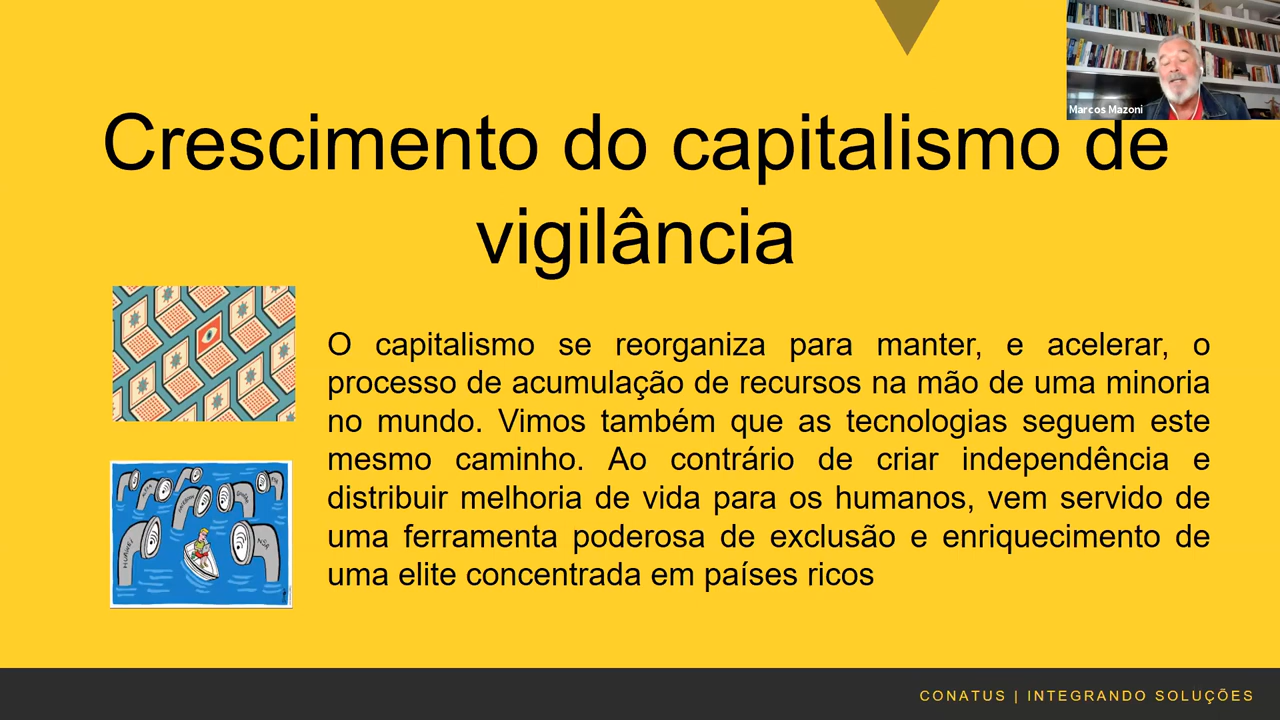 Marcos Mazoni
Crescimento do capitalismo de
vigilância
O capitalismo se reorganiza para manter, e acelerar, o
processo de acumulação de recursos na mão de uma minoria
no mundo. Vimos também que as tecnologias seguem este
mesmo caminho. Ao contrário de criar independência e
distribuir melhoria de vida para os humanos, vem servido de
uma ferramenta poderosa de exclusão e enriquecimento de
uma elite concentrada em países ricos
CONATUS | INTEGRANDO SOLUÇÕES